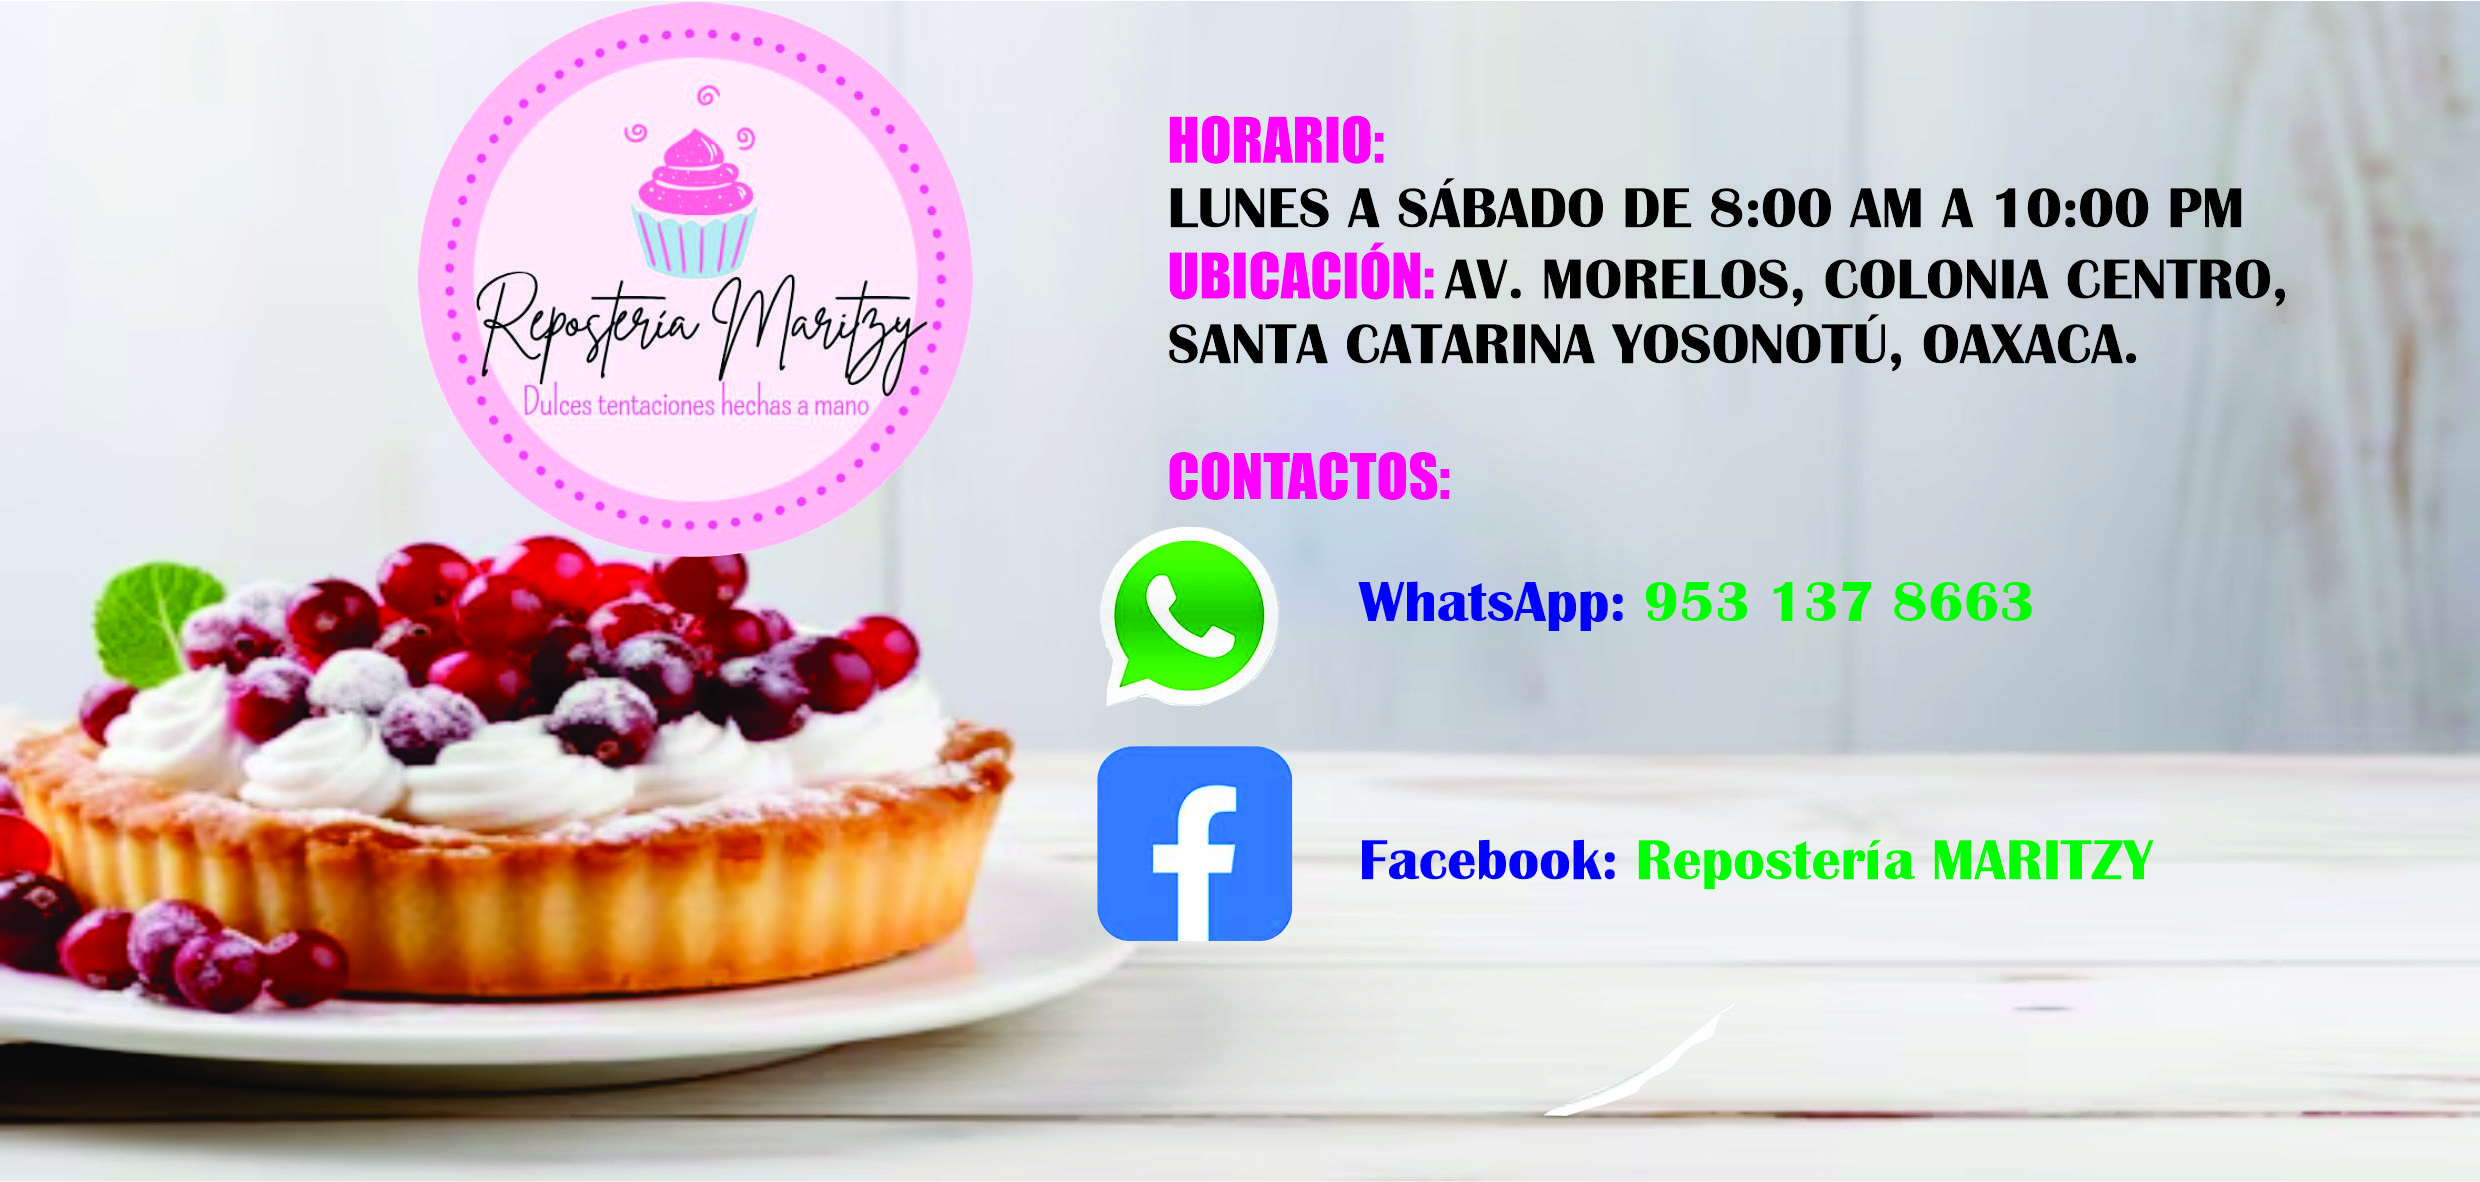 Repostería Maritzy
Dulces tentaciones hechas a mano
HORARIO:
LUNES A SÁBADO DE 8:00 AM A 10:00 PM
UBICACIÓN: AV. MORELOS, COLONIA CENTRO,
SANTA CATARINA YOSONOTÚ, OAXACA.
CONTACTOS:
WhatsApp: 953 137 8663
Facebook: Repostería MARITZY